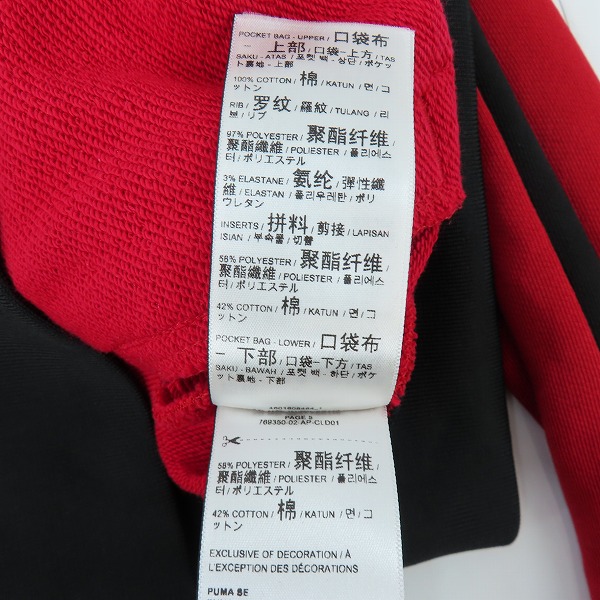 POCKET BAG - UPPER / 口袋布
- 上部 / 口袋-上方 / TAS
SAKU - ATAS / 포켓 백 - 상단 / ポケッ
ト裏地 - 上部
100% COTTON / 棉 / KATUN / 면 / コ
ットン
RIB / 罗纹 / 羅紋 / TULANG / 리
브 / リブ
97% POLYESTER / 聚酯纤维 /
聚酯纖維 / POLIESTER / 폴리에스
터 / ポリエステル
3% ELASTANE / 氨纶 / 彈性纖
維 / ELASTAN / 폴리우레탄 / ポリ
ウレタン
INSERTS / 拼料 / 剪接 / LAPISAN
ISIAN / 부속물 / 切替
58% POLYESTER / 聚酯纤维 /
聚酯纖維 / POLIESTER / 폴리에스
터 / ポリエステル
42% COTTON / 棉 / KATUN / 면 / コ
ットン
POCKET BAG - LOWER / 口袋布
- 下部 / 口袋-下方 / TAS
SAKU - BAWAH / 포켓 백 - 하단 / ポケ
ット裏地 - 下部
PAGE 5
769350-02-AP-CLD01
58% POLYESTER / 聚酯纤维 /
聚酯纖維 / POLIESTER / 폴리에스
터 / ポリエステル
42% COTTON / 棉 / KATUN / 면 / コ
ットン
EXCLUSIVE OF DECORATION / À
L'EXCEPTION DES DÉCORATIONS
PUMA SE